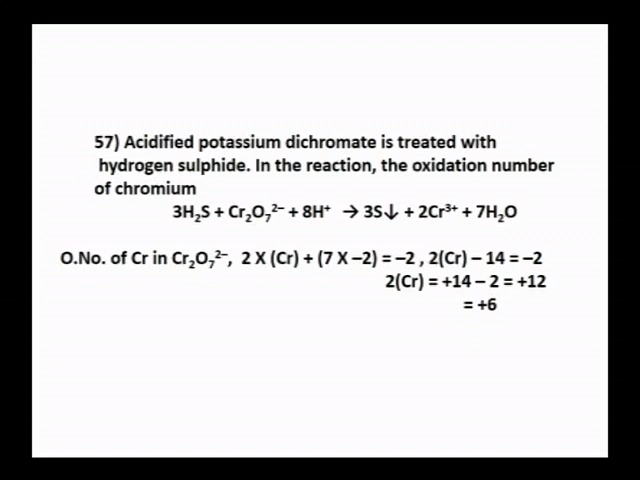 57) Acidified potassium dichromate is treated with
hydrogen sulphide. In the reaction, the oxidation number
of chromium
3H₂S + Cr₂O₇²⁻ + 8H⁺ → 3S↓ + 2Cr³⁺ + 7H₂O
O.No. of Cr in Cr₂O₇²⁻, 2 X (Cr) + (7 X −2) = −2 , 2(Cr) − 14 = −2
2(Cr) = +14 − 2 = +12
= +6